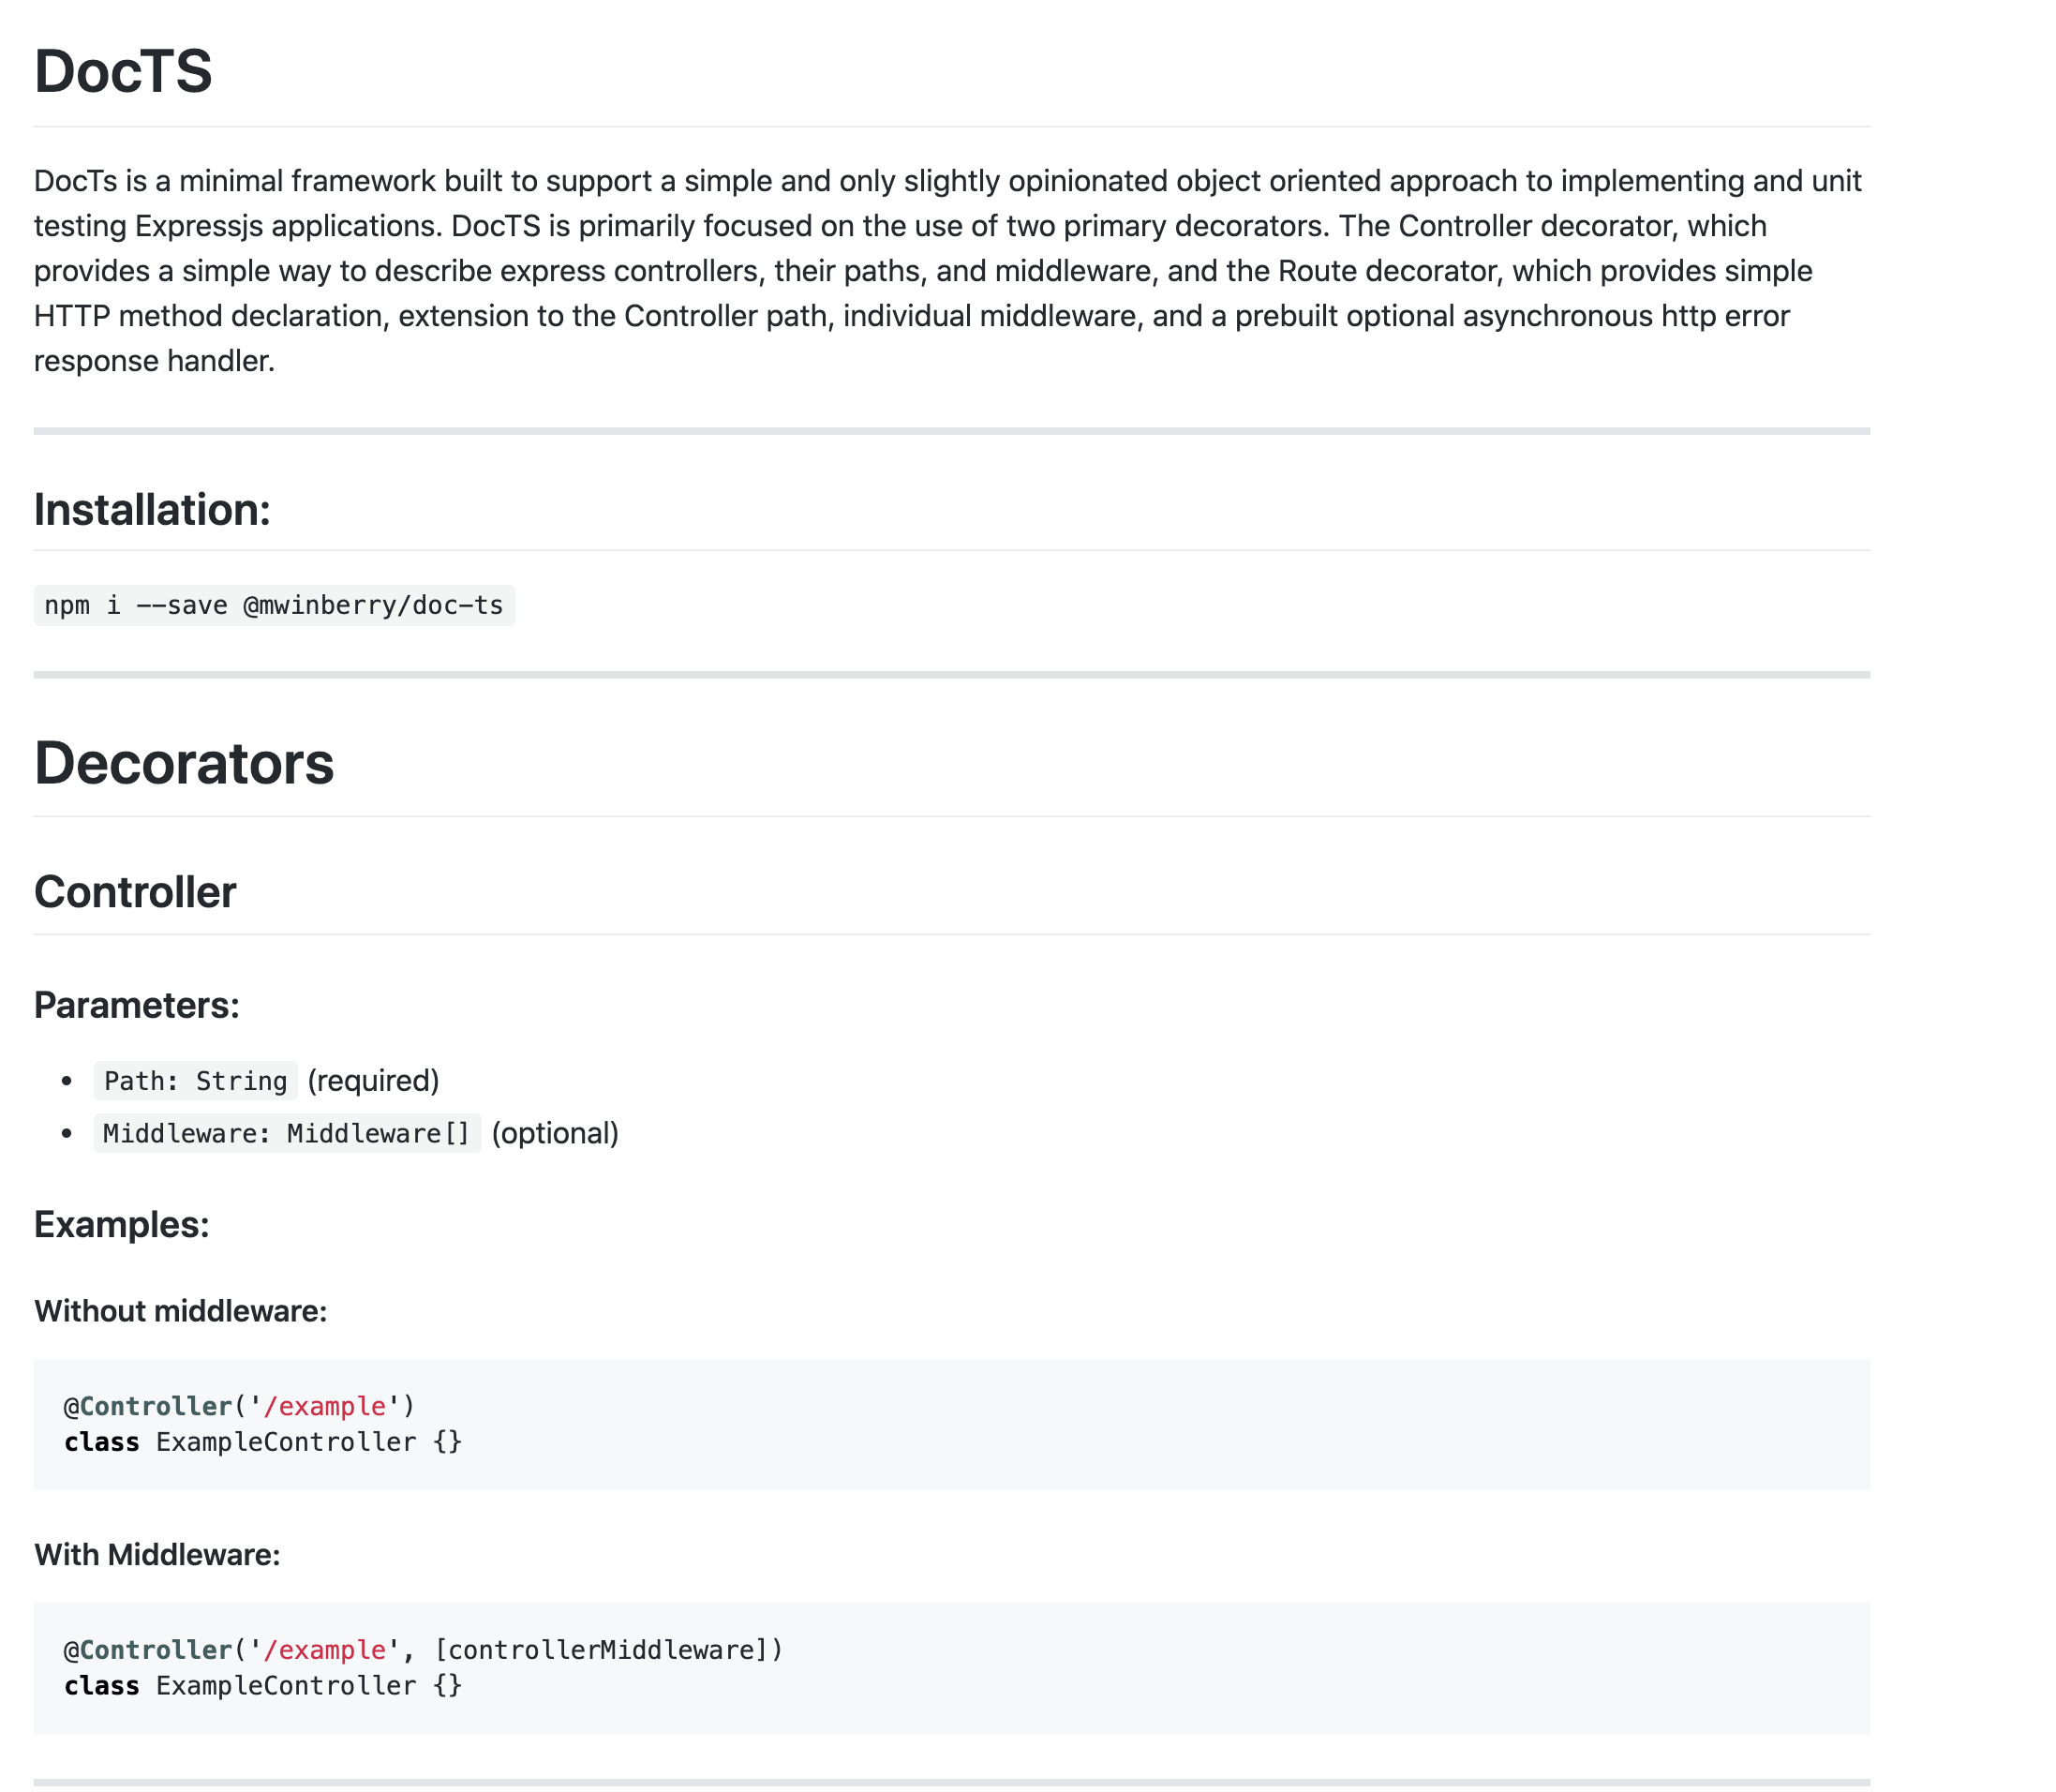 DocTS
DocTs is a minimal framework built to support a simple and only slightly opinionated object oriented approach to implementing and unit
testing Expressjs applications. DocTS is primarily focused on the use of two primary decorators. The Controller decorator, which
provides a simple way to describe express controllers, their paths, and middleware, and the Route decorator, which provides simple
HTTP method declaration, extension to the Controller path, individual middleware, and a prebuilt optional asynchronous http error
response handler.
Installation:
npm i --save @mwinberry/doc-ts
Decorators
Controller
Parameters:
• Path: String (required)
• Middleware: Middleware[] (optional)
Examples:
Without middleware:
@Controller('/example')
class ExampleController {}
With Middleware:
@Controller('/example', [controllerMiddleware])
class ExampleController {}